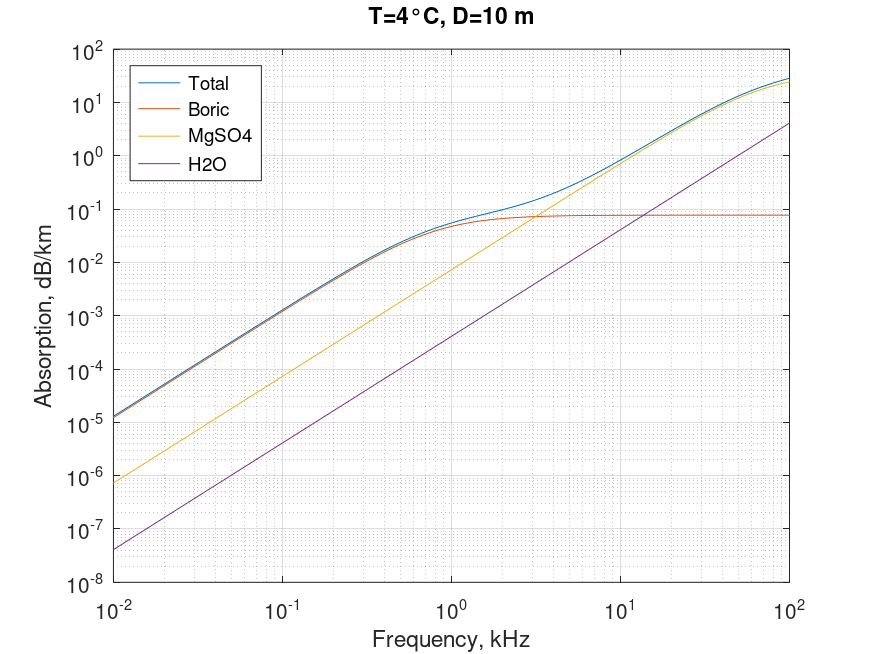 T=4°C, D=10 m
Total
Boric
MgSO4
H2O
10^2
10^1
10^0
10^-1
10^-2
10^-3
10^-4
10^-5
10^-6
10^-7
10^-8
Absorption, dB/km
10^-2 10^-1 10^0 10^1 10^2
Frequency, kHz